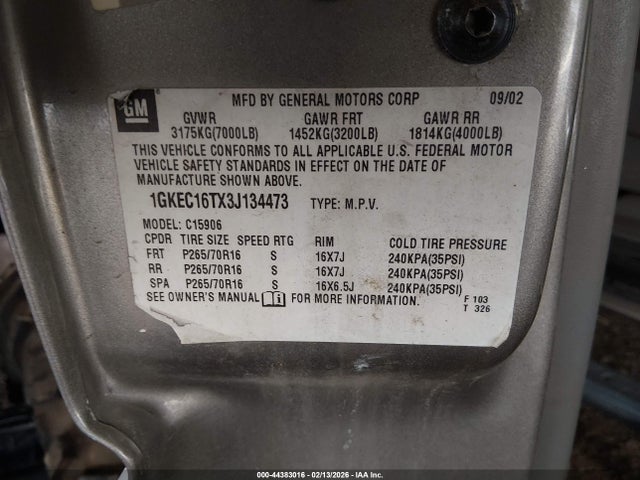 GM
MFD BY GENERAL MOTORS CORP 09/02
GVWR GAWR FRT GAWR RR
3175KG(7000LB) 1452KG(3200LB) 1814KG(4000LB)
THIS VEHICLE CONFORMS TO ALL APPLICABLE U.S. FEDERAL MOTOR
VEHICLE SAFETY STANDARDS IN EFFECT ON THE DATE OF
MANUFACTURE SHOWN ABOVE.
1GKEC16TX3J134473 TYPE: M.P.V.
MODEL: C15906
CPDR TIRE SIZE SPEED RTG RIM COLD TIRE PRESSURE
FRT P265/70R16 S 16X7J 240KPA(35PSI)
RR P265/70R16 S 16X7J 240KPA(35PSI)
SPA P265/70R16 S 16X6.5J 240KPA(35PSI)
SEE OWNER'S MANUAL FOR MORE INFORMATION.
F 103
T 326
000-44383016 - 02/13/2026 - IAA Inc.